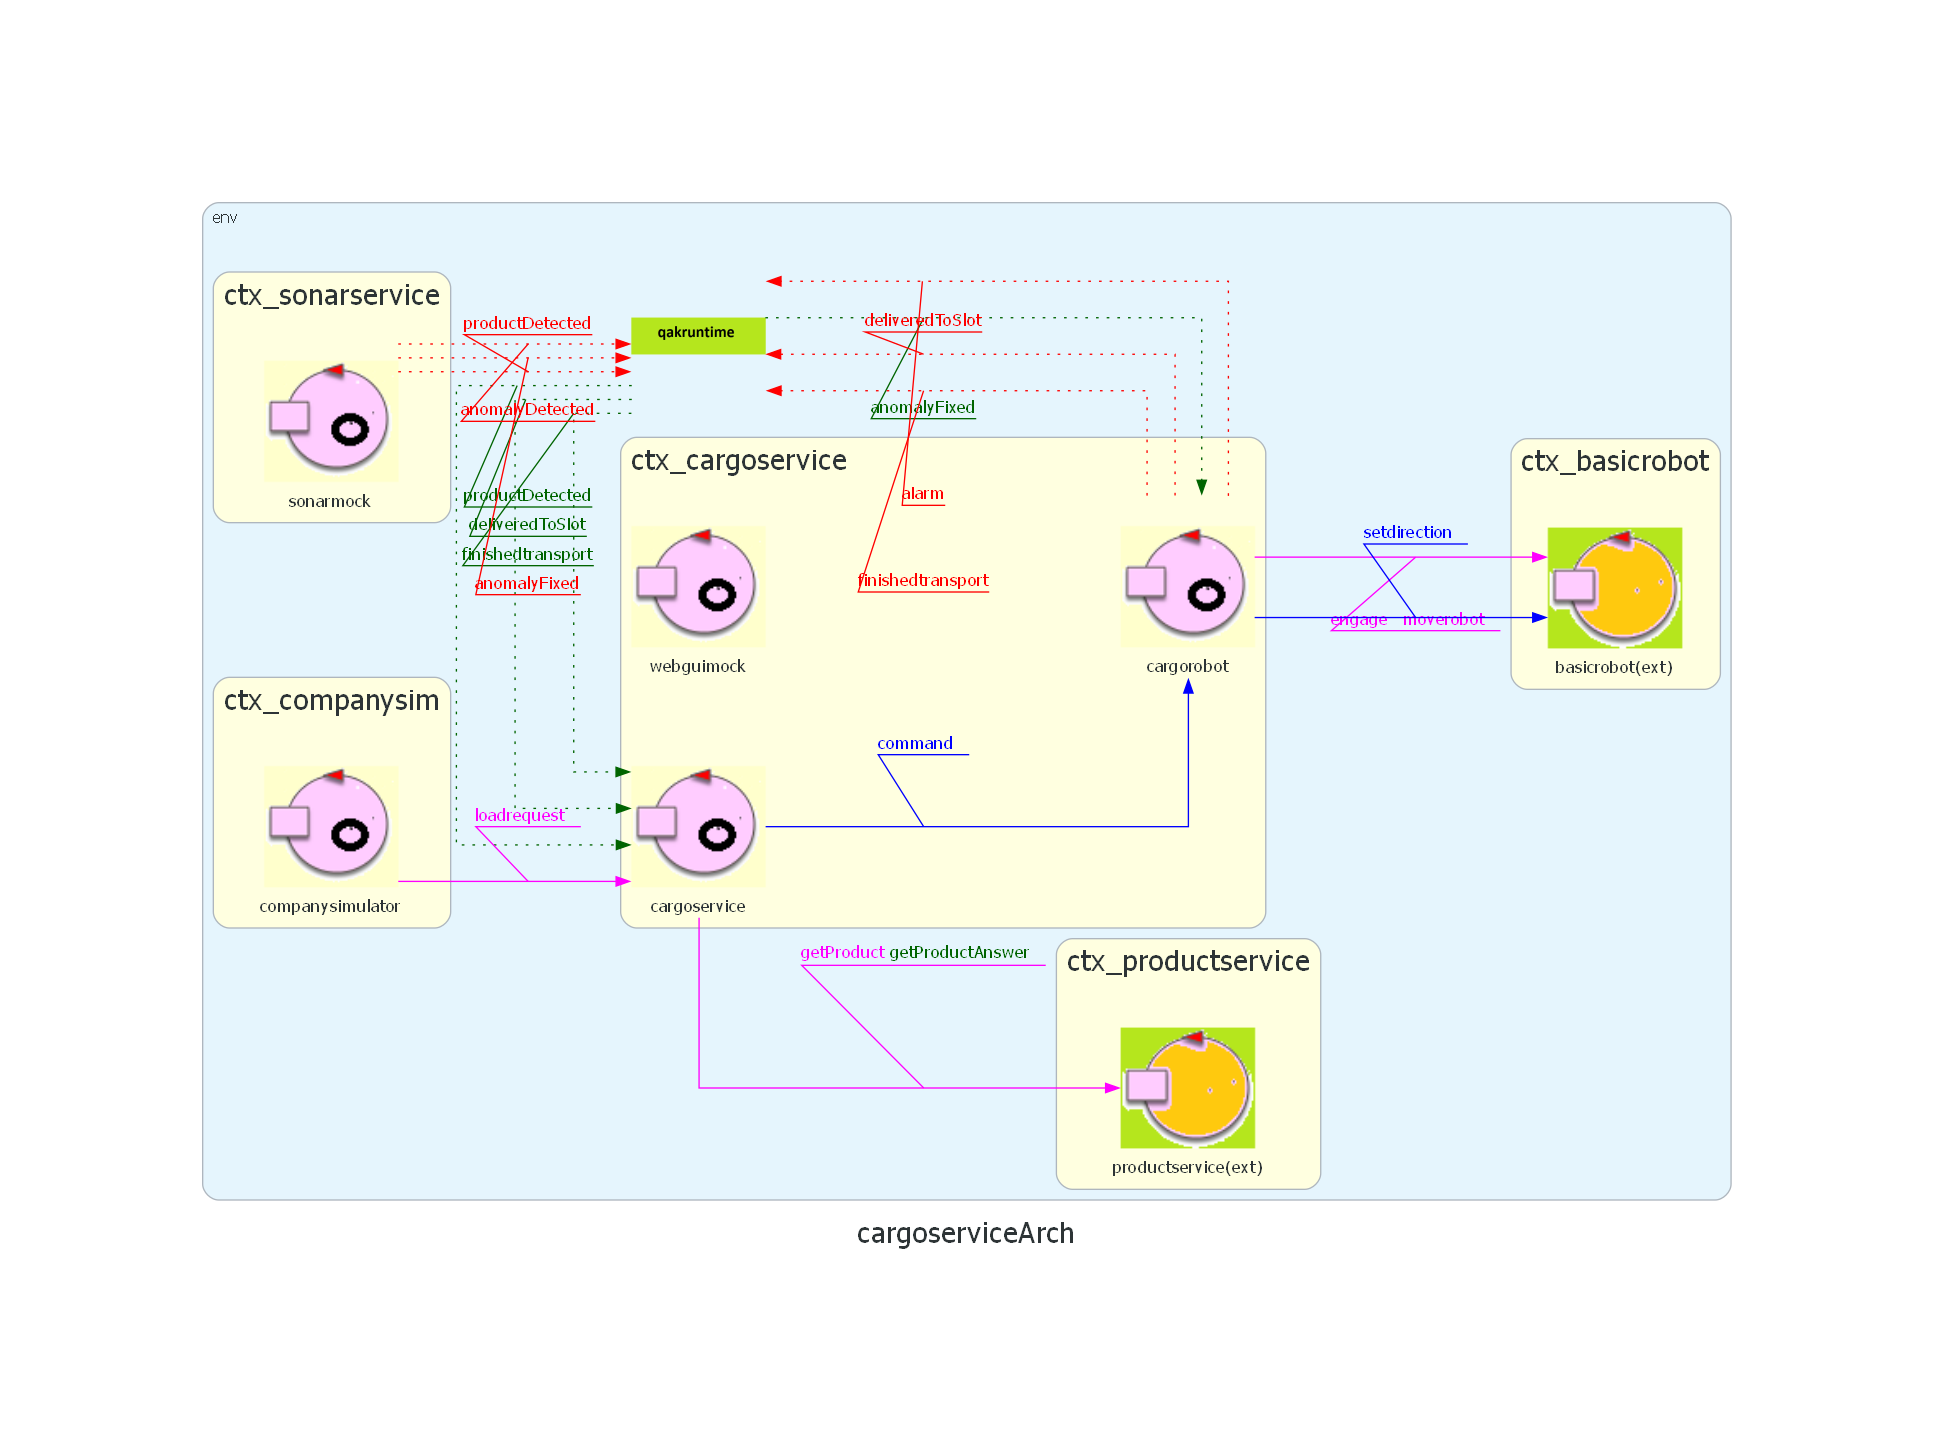 env
ctx_sonarservice
sonarmock
productDetected
anomalyDetected
productDetected
deliveredToSlot
finishedtransport
anomalyFixed
qakruntime
deliveredToSlot
anomalyFixed
alarm
finishedtransport
ctx_cargoservice
webguimock
cargorobot
setdirection
engage moverobot
ctx_basicrobot
basicrobot(ext)
ctx_companysim
companysimulator
loadrequest
command
cargoservice
getProduct getProductAnswer
ctx_productservice
productservice(ext)
cargoserviceArch